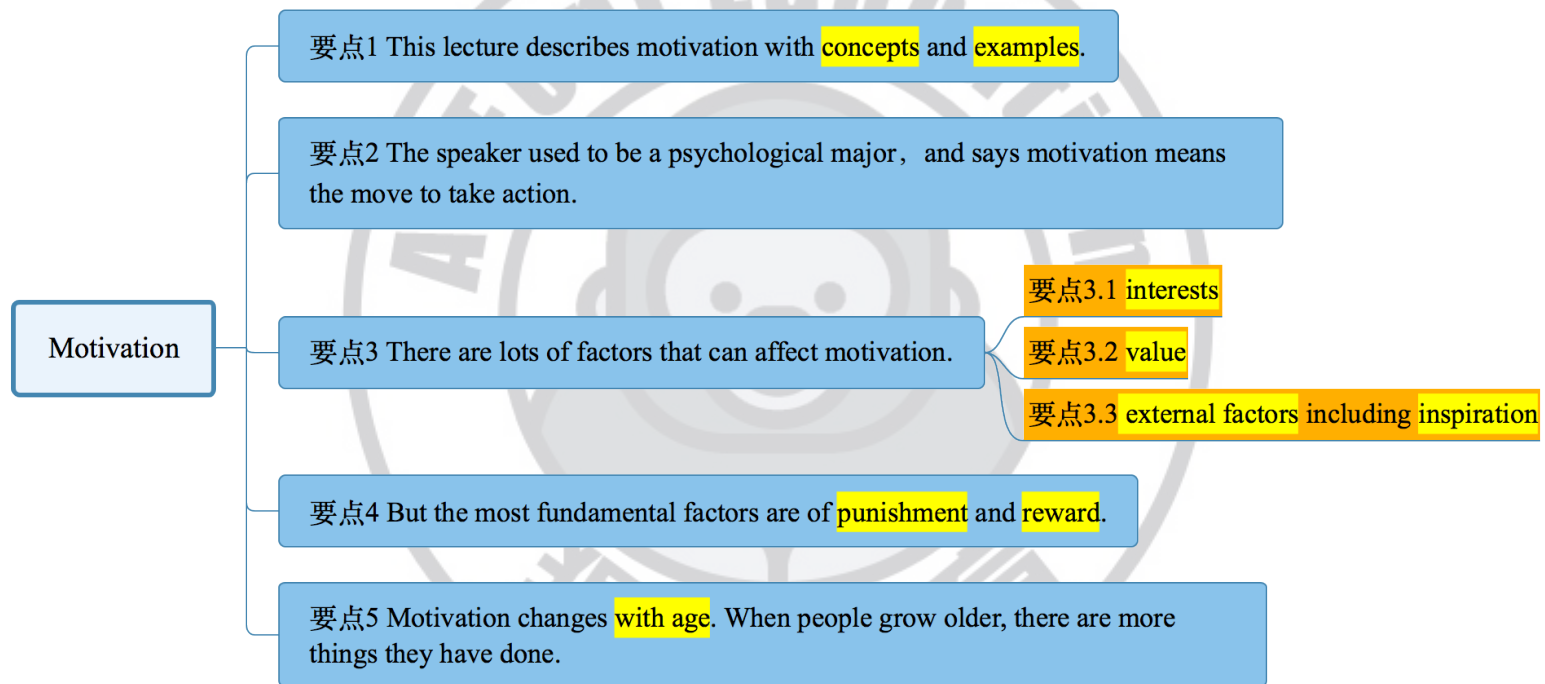 要点1 This lecture describes motivation with concepts and examples.
要点2 The speaker used to be a psychological major，and says motivation means
the move to take action.
Motivation
要点3 There are lots of factors that can affect motivation.
要点3.1 interests
要点3.2 value
要点3.3 external factors including inspiration
要点4 But the most fundamental factors are of punishment and reward.
要点5 Motivation changes with age. When people grow older, there are more
things they have done.